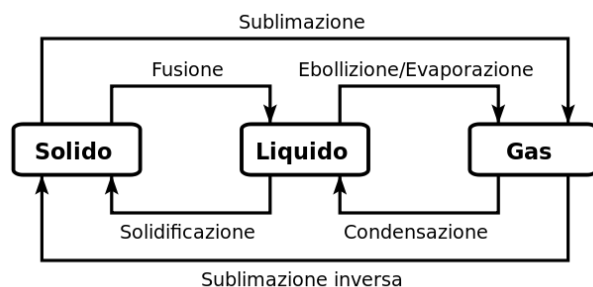 Sublimazione
Fusione
Ebollizione/Evaporazione
Solido
Liquido
Gas
Solidificazione
Condensazione
Sublimazione inversa